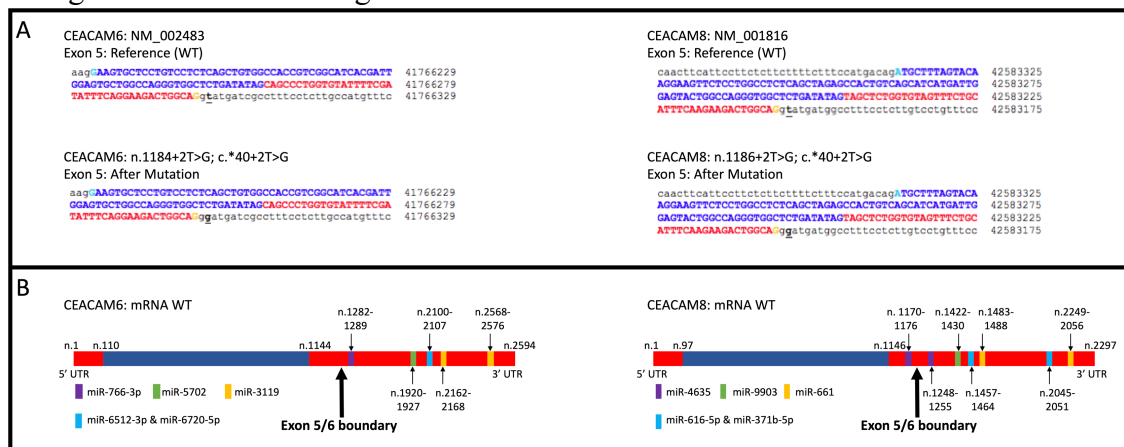 A
CEACAM6: NM_002483
Exon 5: Reference (WT)
aagGAAGTGCTCCTGTCCTCTCAGCTGTGGCCACCGTCGGCATCACGATT 41766229
GGAGTGCTGGCCAGGGTGGCTCTGATATAGCAGCCCTGGTGTATTTTCGA 41766279
TATTTCAGGAAGACTGGCAGgtatgatcgcctttcctcttgccatgtttc 41766329
CEACAM6: n.1184+2T>G; c.*40+2T>G
Exon 5: After Mutation
aagGAAGTGCTCCTGTCCTCTCAGCTGTGGCCACCGTCGGCATCACGATT 41766229
GGAGTGCTGGCCAGGGTGGCTCTGATATAGCAGCCCTGGTGTATTTTCGA 41766279
TATTTCAGGAAGACTGGCAGgggatgatcgcctttcctcttgccatgtttc 41766329
CEACAM8: NM_001816
Exon 5: Reference (WT)
caacttcattccttctcttcttttctttccatgacagATGCTTTAGTACA 42583325
AGGAAGTTCTCCTGGCCTCTCAGCTAGAGCCACTGTCAGCATCATGATTG 42583275
GAGTACTGGCCAGGGTGGCTCTGATATAGTAGCTCTGGTGTAGTTTCTGC 42583225
ATTTCAAGAAGACTGGCAGgtatgatggcctttcctcttgtcctgtttcc 42583175
CEACAM8: n.1186+2T>G; c.*40+2T>G
Exon 5: After Mutation
caacttcattccttctcttcttttctttccatgacagATGCTTTAGTACA 42583325
AGGAAGTTCTCCTGGCCTCTCAGCTAGAGCCACTGTCAGCATCATGATTG 42583275
GAGTACTGGCCAGGGTGGCTCTGATATAGTAGCTCTGGTGTAGTTTCTGC 42583225
ATTTCAAGAAGACTGGCAGggatgatggcctttcctcttgtcctgtttcc 42583175
B
CEACAM6: mRNA WT
n.1282-
1289
n.2100-
2107
n.2568-
2576
n.1
n.110
n.1144
n.2594
5' UTR
3' UTR
miR-766-3p
miR-5702
miR-3119
n.1920-
1927
n.2162-
2168
miR-6512-3p & miR-6720-5p
Exon 5/6 boundary
CEACAM8: mRNA WT
n.1170-
1176
n.1422-
1430
n.1483-
1488
n.2249-
2056
n.1
n.97
n.1146
n.2297
5' UTR
3' UTR
miR-4635
miR-9903
miR-661
n.1248-
1255
n.1457-
1464
n.2045-
2051
miR-616-5p & miR-371b-5p
Exon 5/6 boundary